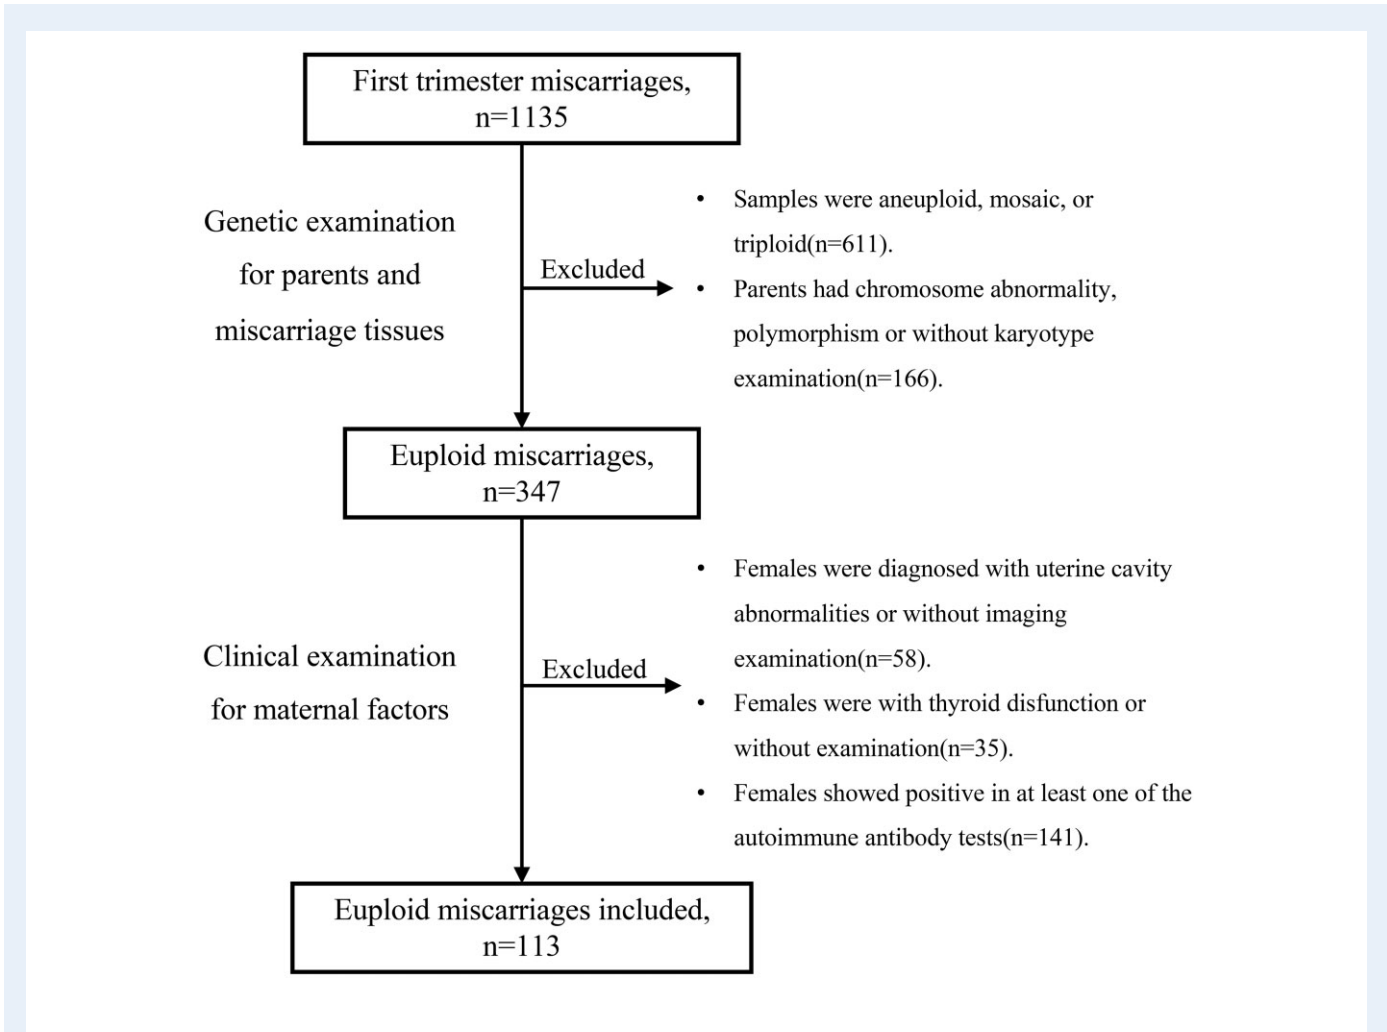 First trimester miscarriages,
n=1135
Genetic examination
for parents and
miscarriage tissues
Excluded
• Samples were aneuploid, mosaic, or
triploid(n=611).
• Parents had chromosome abnormality,
polymorphism or without karyotype
examination(n=166).
Euploid miscarriages,
n=347
Clinical examination
for maternal factors
Excluded
• Females were diagnosed with uterine cavity
abnormalities or without imaging
examination(n=58).
• Females were with thyroid disfunction or
without examination(n=35).
• Females showed positive in at least one of the
autoimmune antibody tests(n=141).
Euploid miscarriages included,
n=113